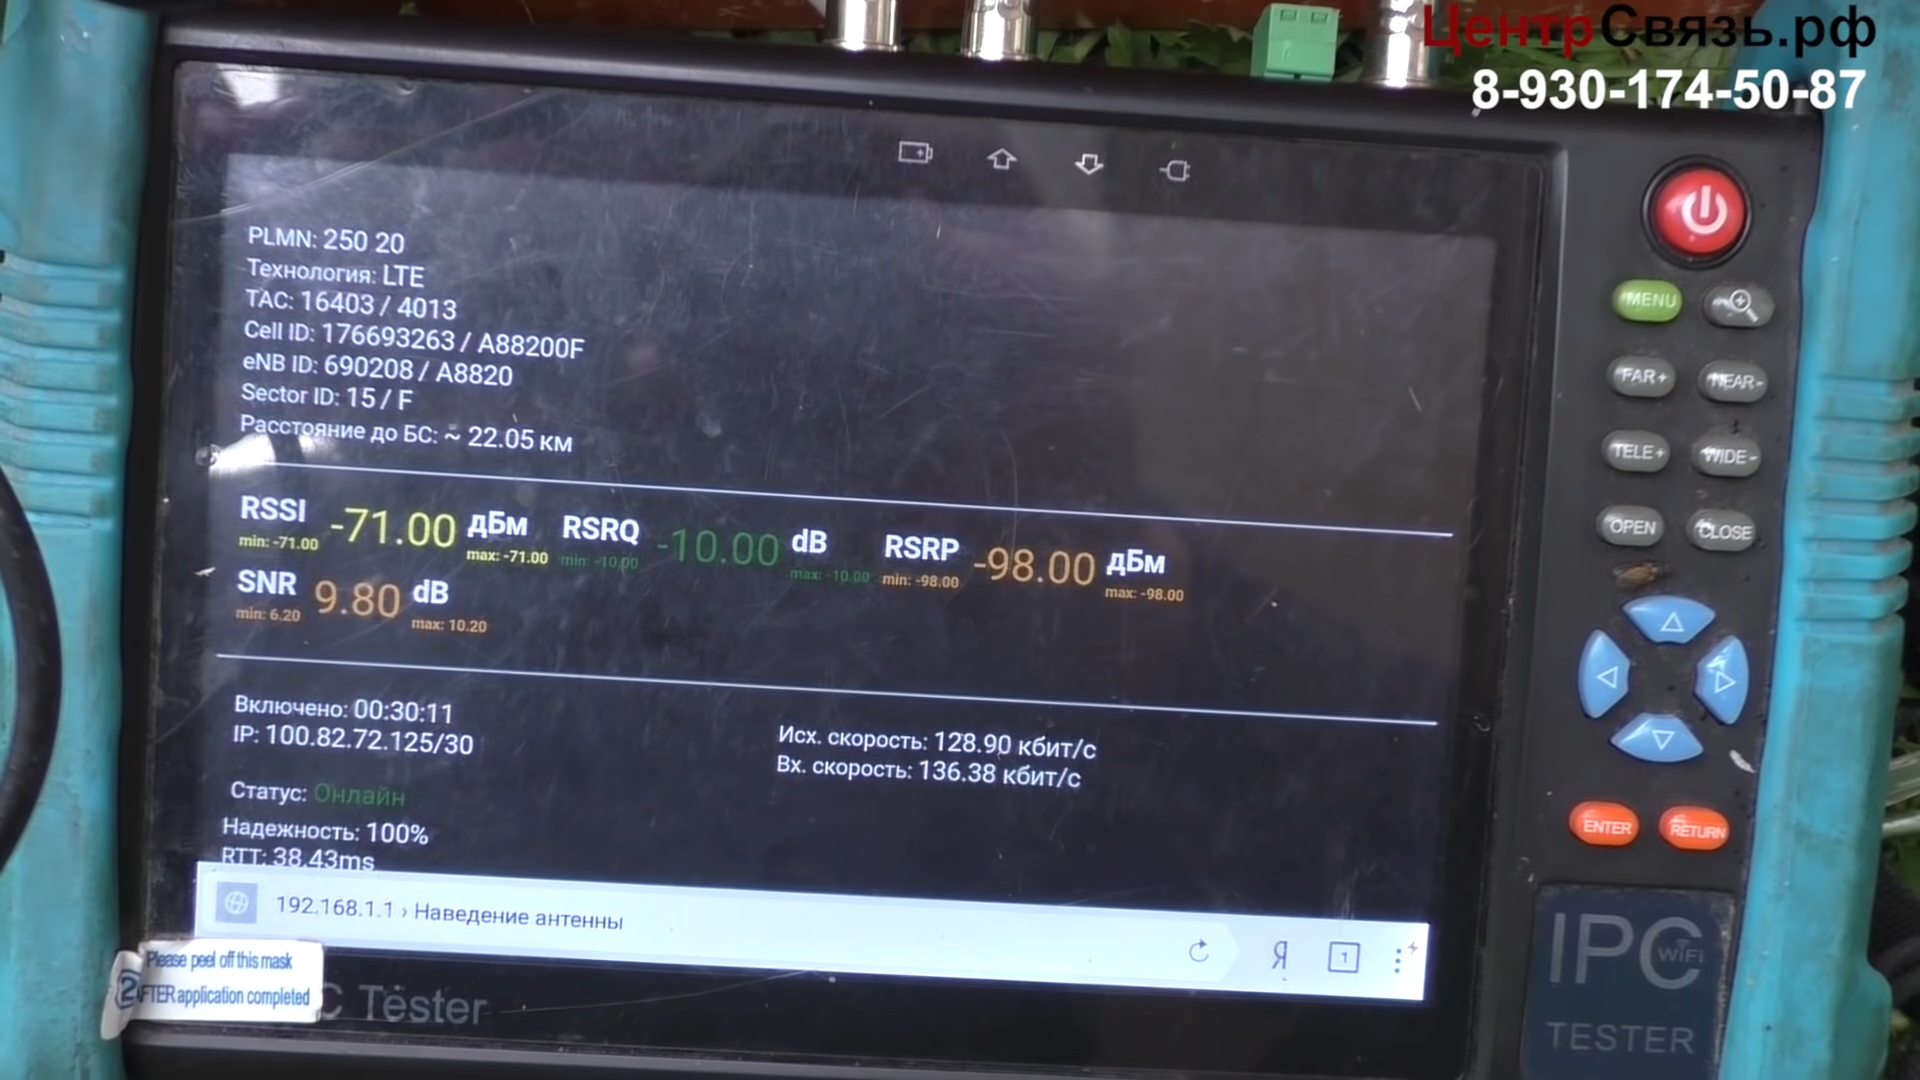 ЦентрСвязь.рф
8-930-174-50-87
PLMN: 250 20
Технология: LTE
TAC: 16403 / 4013
Cell ID: 176693263 / A88200F
eNB ID: 690208 / A8820
Sector ID: 15 / F
Расстояние до БС: ~ 22.05 км
RSSI -71.00 дБм RSRQ -10.00 dB RSRP -98.00 дБм
min: -71.00 max: -71.00 min: -10.00 max: -10.00 min: -98.00 max: -98.00
SNR 9.80 dB
min: 6.20 max: 10.20
Включено: 00:30:11
IP: 100.82.72.125/30
Исх. скорость: 128.90 кбит/с
Вх. скорость: 136.38 кбит/с
Статус: Онлайн
Надежность: 100%
RTT: 38.43ms
192.168.1.1 › Наведение антенны
Я 1
Please peel off this mask
2 AFTER application completed
C Tester
MENU
FAR+ NEAR-
TELE+ WIDE-
OPEN CLOSE
ENTER RETURN
IPC WiFi
TESTER